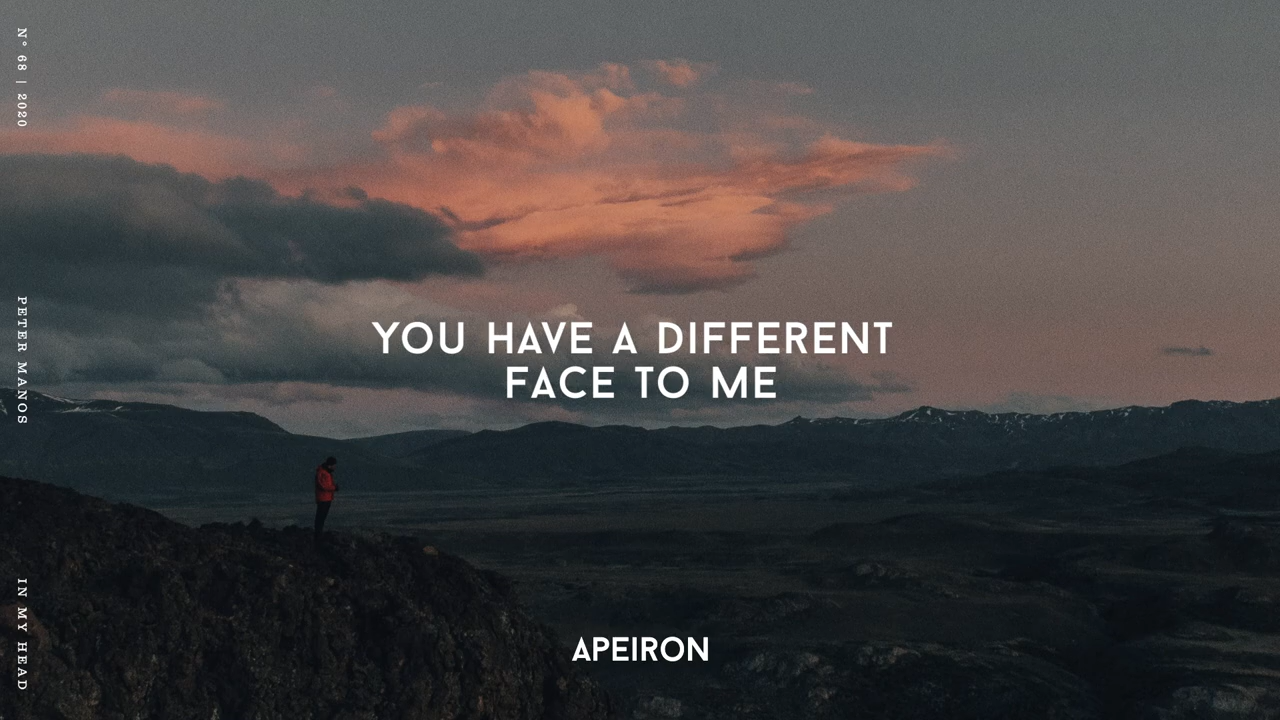 N° 68 | 2020
PETER MANOS
IN MY HEAD
YOU HAVE A DIFFERENT
FACE TO ME
APEIRON